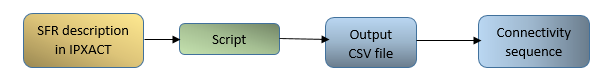 SFR description
in IPXACT
Script
Output
CSV file
Connectivity
sequence